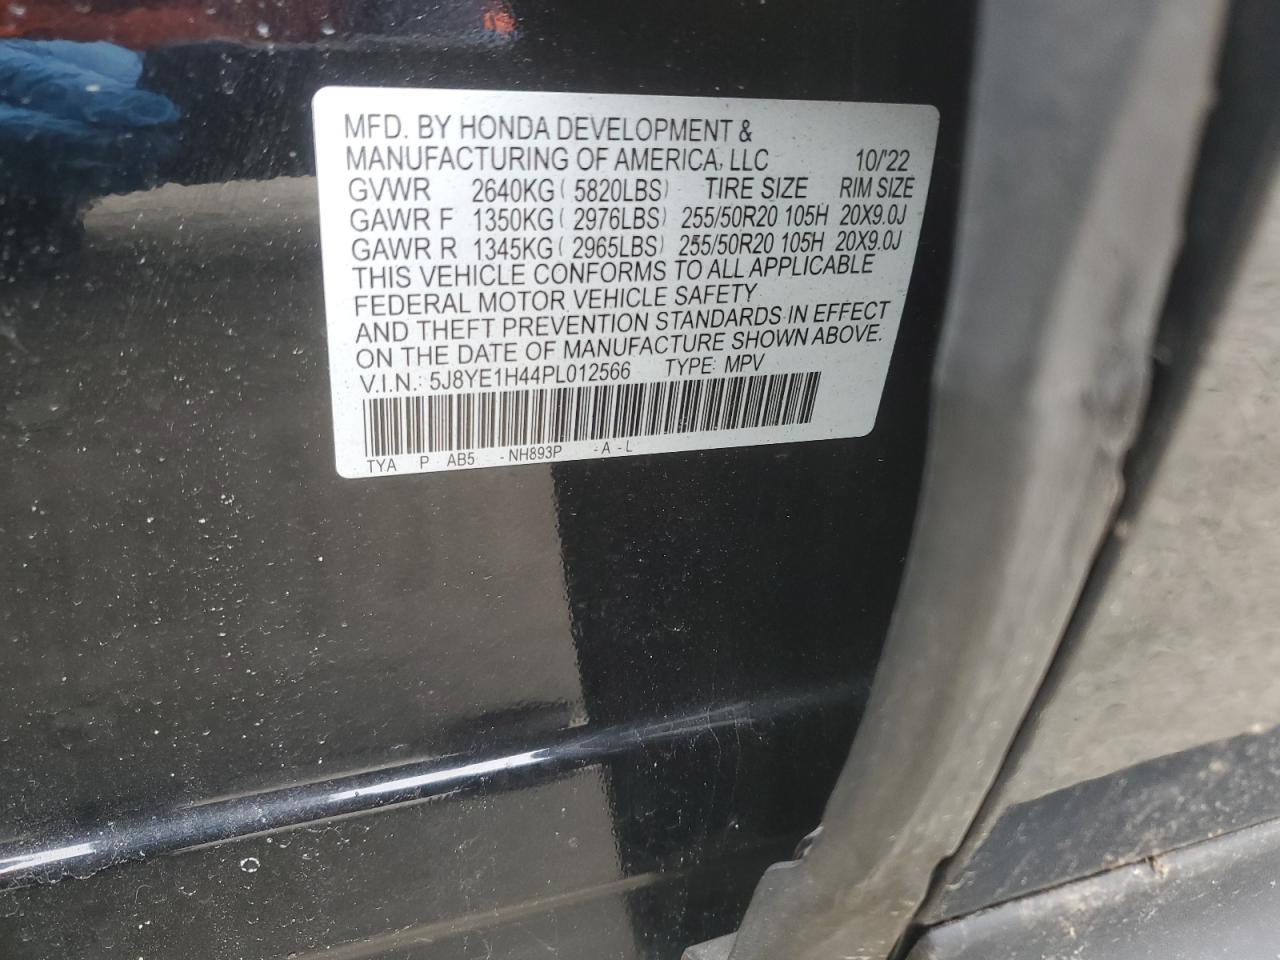 MFD. BY HONDA DEVELOPMENT &
MANUFACTURING OF AMERICA, LLC 10/'22
GVWR 2640KG ( 5820LBS) TIRE SIZE RIM SIZE
GAWR F 1350KG ( 2976LBS) 255/50R20 105H 20X9.0J
GAWR R 1345KG ( 2965LBS) 255/50R20 105H 20X9.0J
THIS VEHICLE CONFORMS TO ALL APPLICABLE
FEDERAL MOTOR VEHICLE SAFETY
AND THEFT PREVENTION STANDARDS IN EFFECT
ON THE DATE OF MANUFACTURE SHOWN ABOVE.
V.I.N.: 5J8YE1H44PL012566 TYPE: MPV
TYA P AB5 -NH893P -A -L